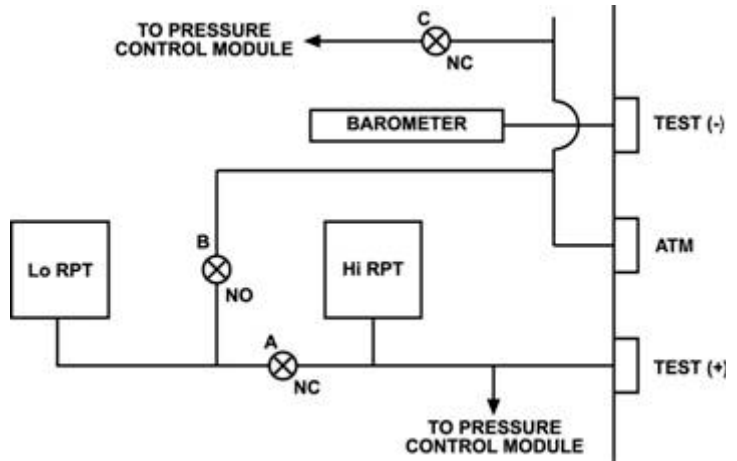 C
TO PRESSURE
CONTROL MODULE
NC
BAROMETER
TEST (-)
B
Lo RPT
Hi RPT
ATM
NO
A
NC
TEST (+)
TO PRESSURE
CONTROL MODULE